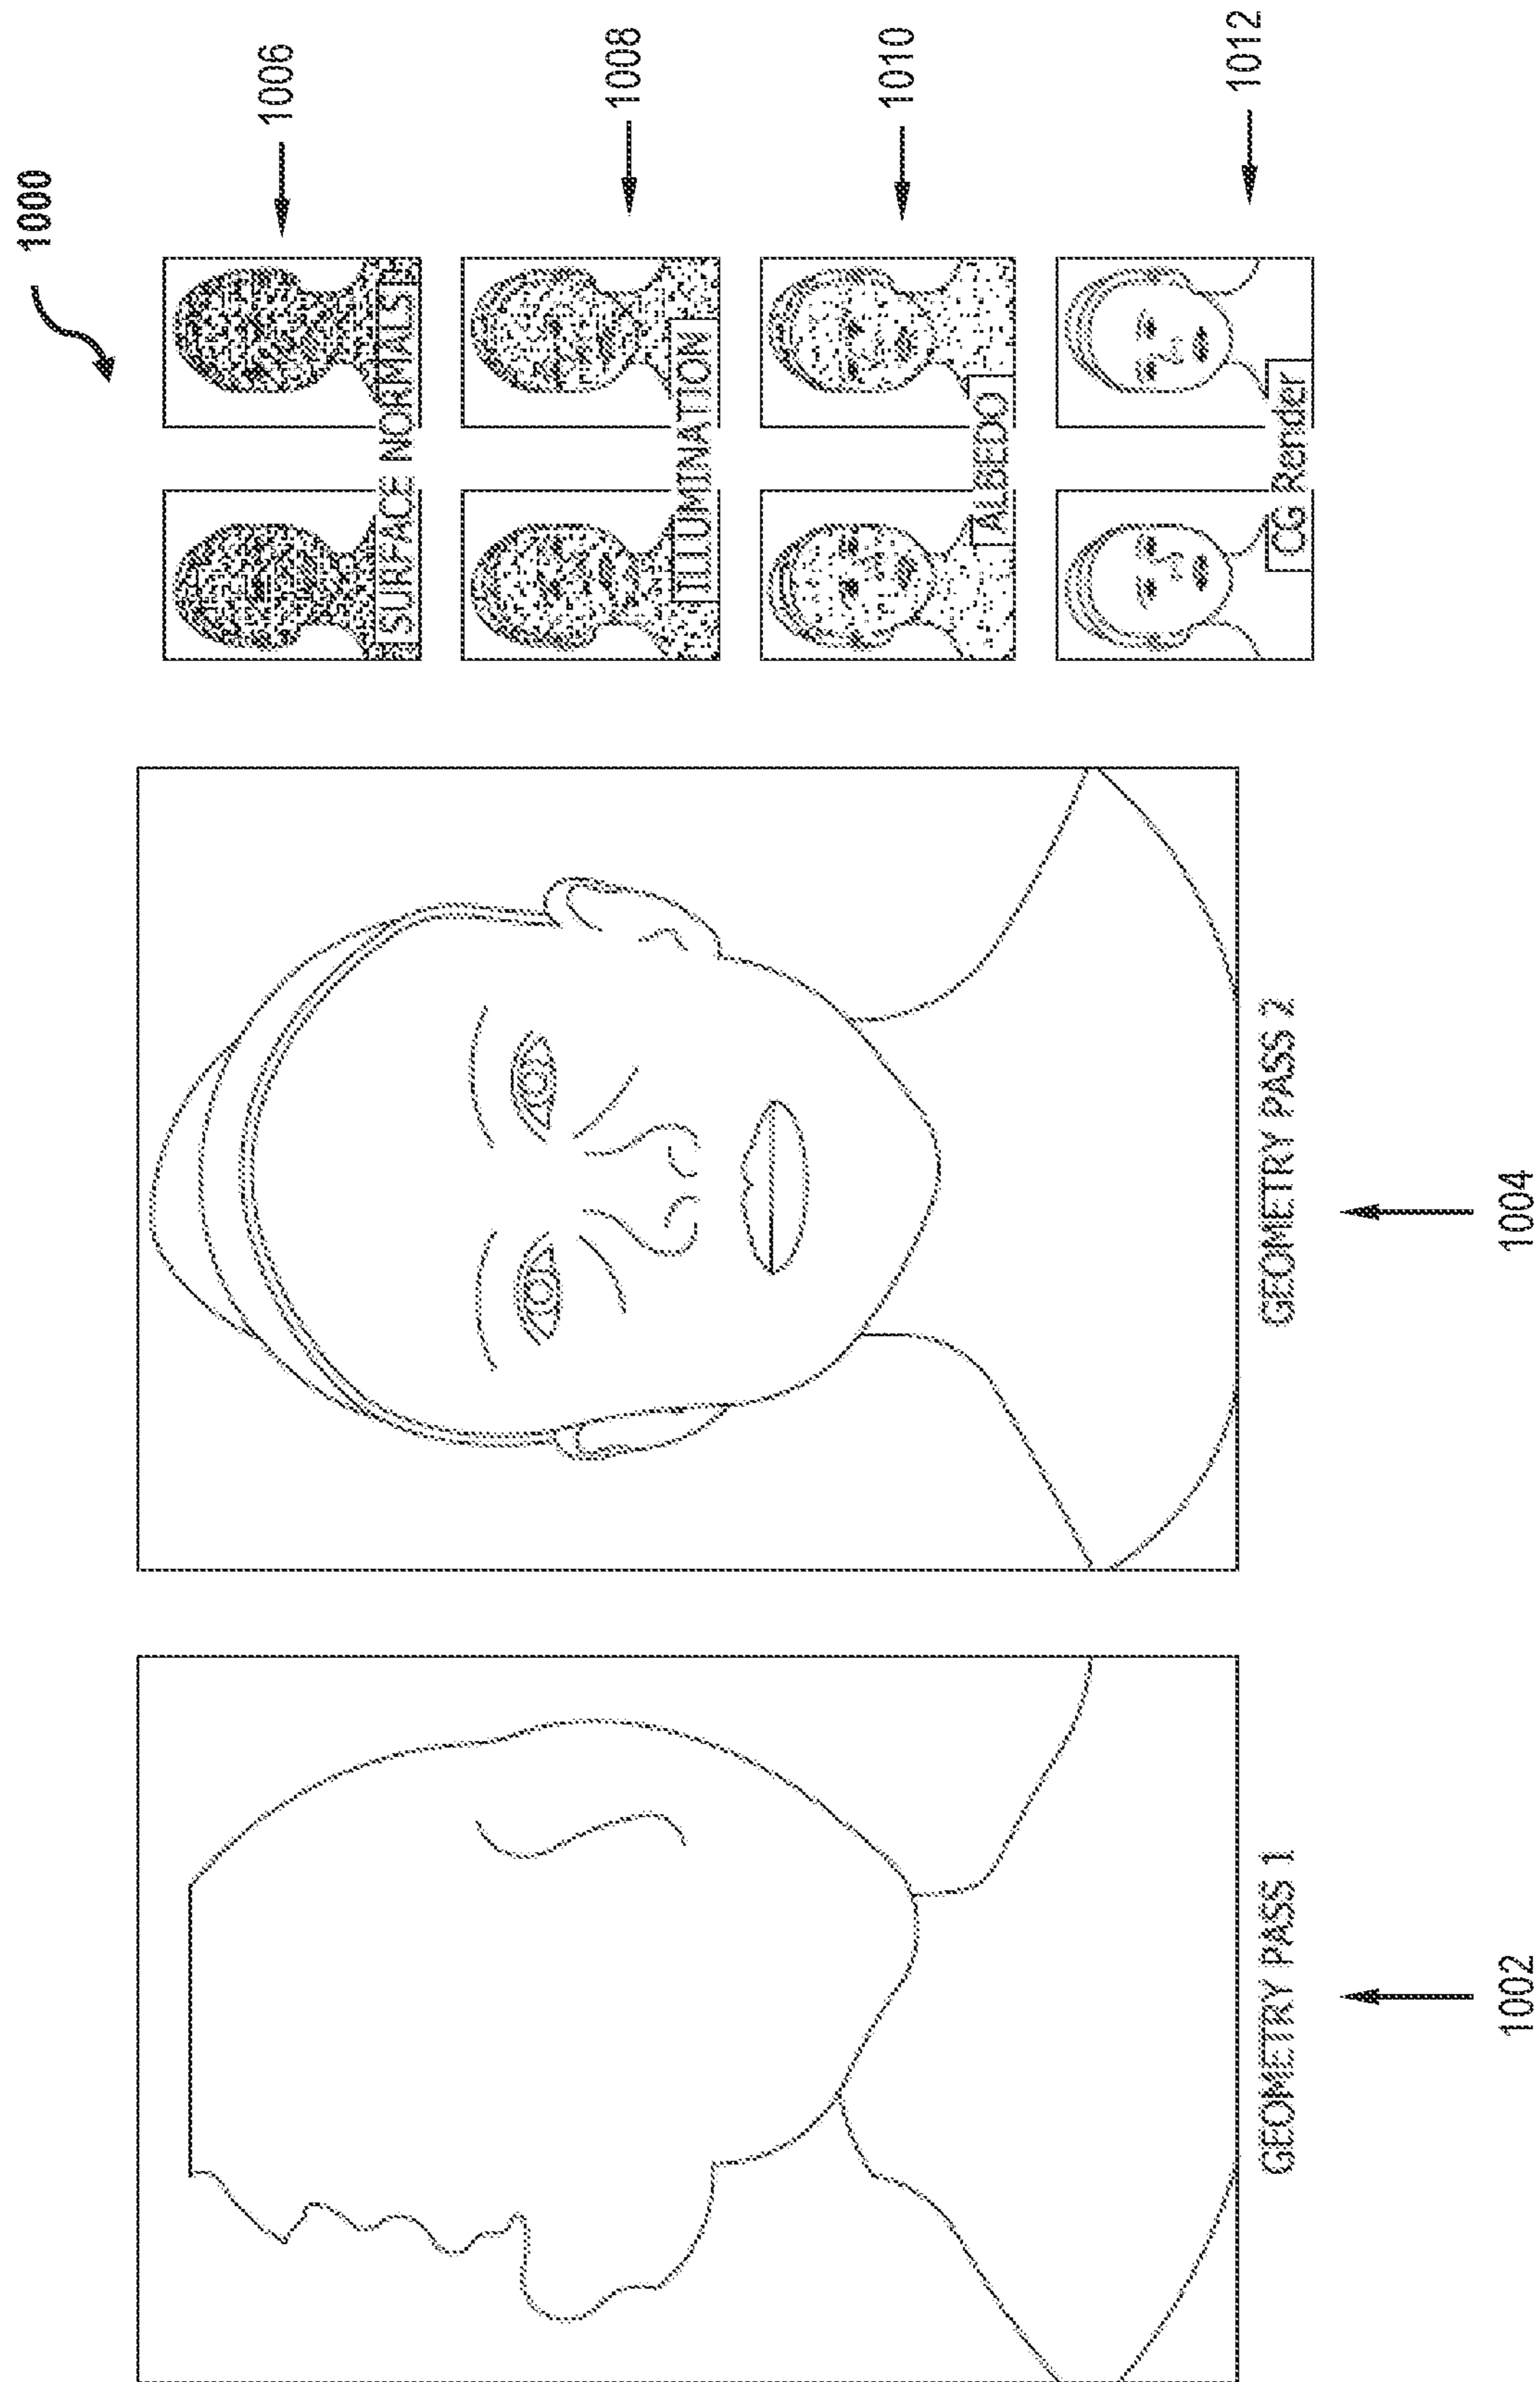 1000
GEOMETRY PASS 1
1002
GEOMETRY PASS 2
1004
SURFACE NORMALS
1006
ILLUMINATION
1008
ALBEDO
1010
CG Render
1012